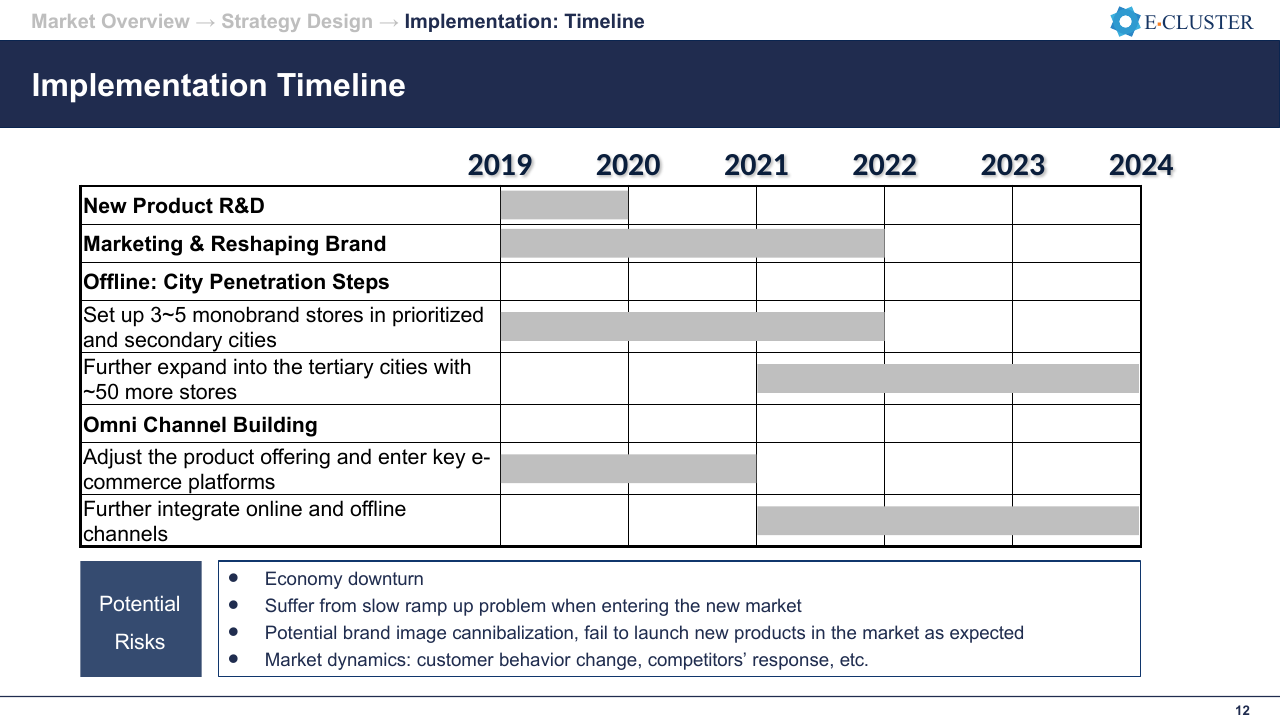 Market Overview → Strategy Design → Implementation: Timeline
E·CLUSTER
Implementation Timeline
2019 2020 2021 2022 2023 2024
New Product R&D
Marketing & Reshaping Brand
Offline: City Penetration Steps
Set up 3~5 monobrand stores in prioritized
and secondary cities
Further expand into the tertiary cities with
~50 more stores
Omni Channel Building
Adjust the product offering and enter key e-
commerce platforms
Further integrate online and offline
channels
Potential
Risks
● Economy downturn
● Suffer from slow ramp up problem when entering the new market
● Potential brand image cannibalization, fail to launch new products in the market as expected
● Market dynamics: customer behavior change, competitors’ response, etc.
12